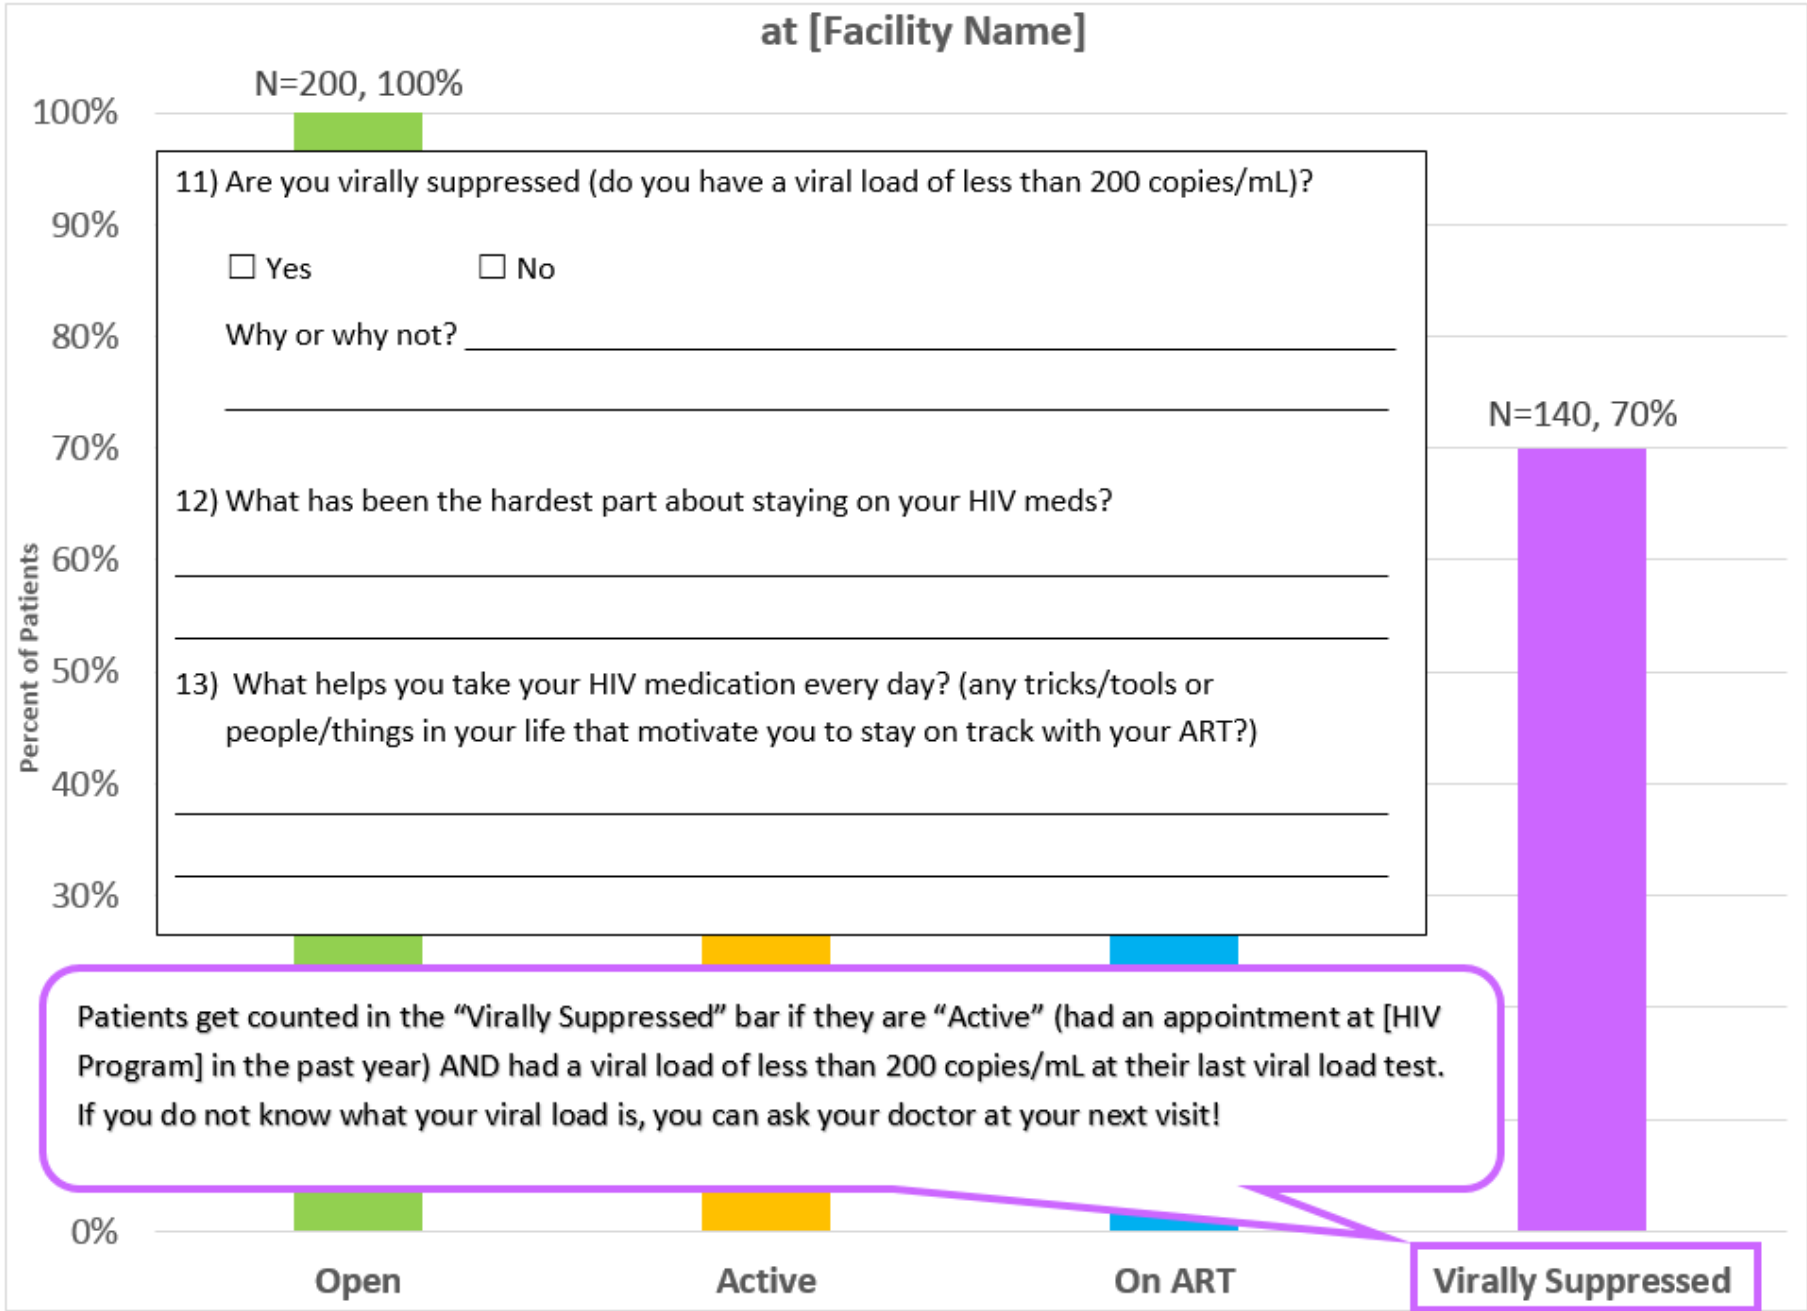 at [Facility Name]
N=200, 100%
100%
90%
80%
70%
60%
50%
40%
30%
0%
Percent of Patients
11) Are you virally suppressed (do you have a viral load of less than 200 copies/mL)?
☐ Yes ☐ No
Why or why not?
12) What has been the hardest part about staying on your HIV meds?
13) What helps you take your HIV medication every day? (any tricks/tools or
people/things in your life that motivate you to stay on track with your ART?)
N=140, 70%
Patients get counted in the “Virally Suppressed” bar if they are “Active” (had an appointment at [HIV
Program] in the past year) AND had a viral load of less than 200 copies/mL at their last viral load test.
If you do not know what your viral load is, you can ask your doctor at your next visit!
Open
Active
On ART
Virally Suppressed